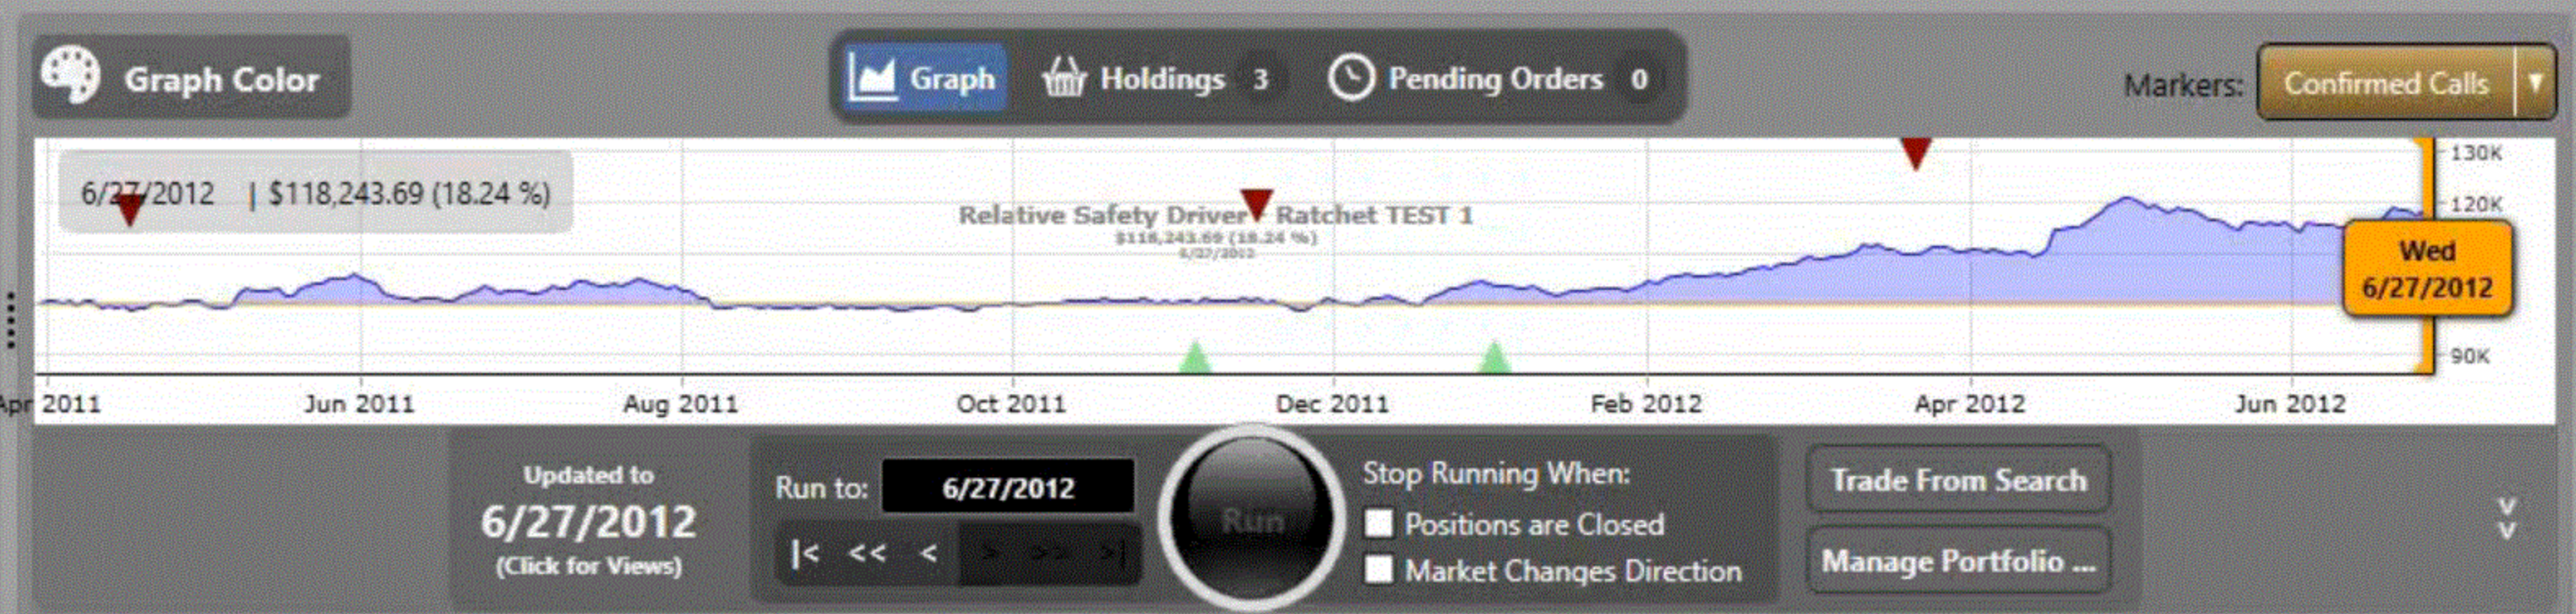 Graph Color
Graph
Holdings 3
Pending Orders 0
Markers:
Confirmed Calls
6/27/2012 | $118,243.69 (18.24 %)
Relative Safety Driver - Ratchet TEST 1
$118,243.69 (18.24 %)
6/27/2012
130K
120K
Wed
6/27/2012
90K
Apr 2011
Jun 2011
Aug 2011
Oct 2011
Dec 2011
Feb 2012
Apr 2012
Jun 2012
Updated to
6/27/2012
(Click for Views)
Run to: 6/27/2012
|< << < > >> >|
Run
Stop Running When:
Positions are Closed
Market Changes Direction
Trade From Search
Manage Portfolio ...